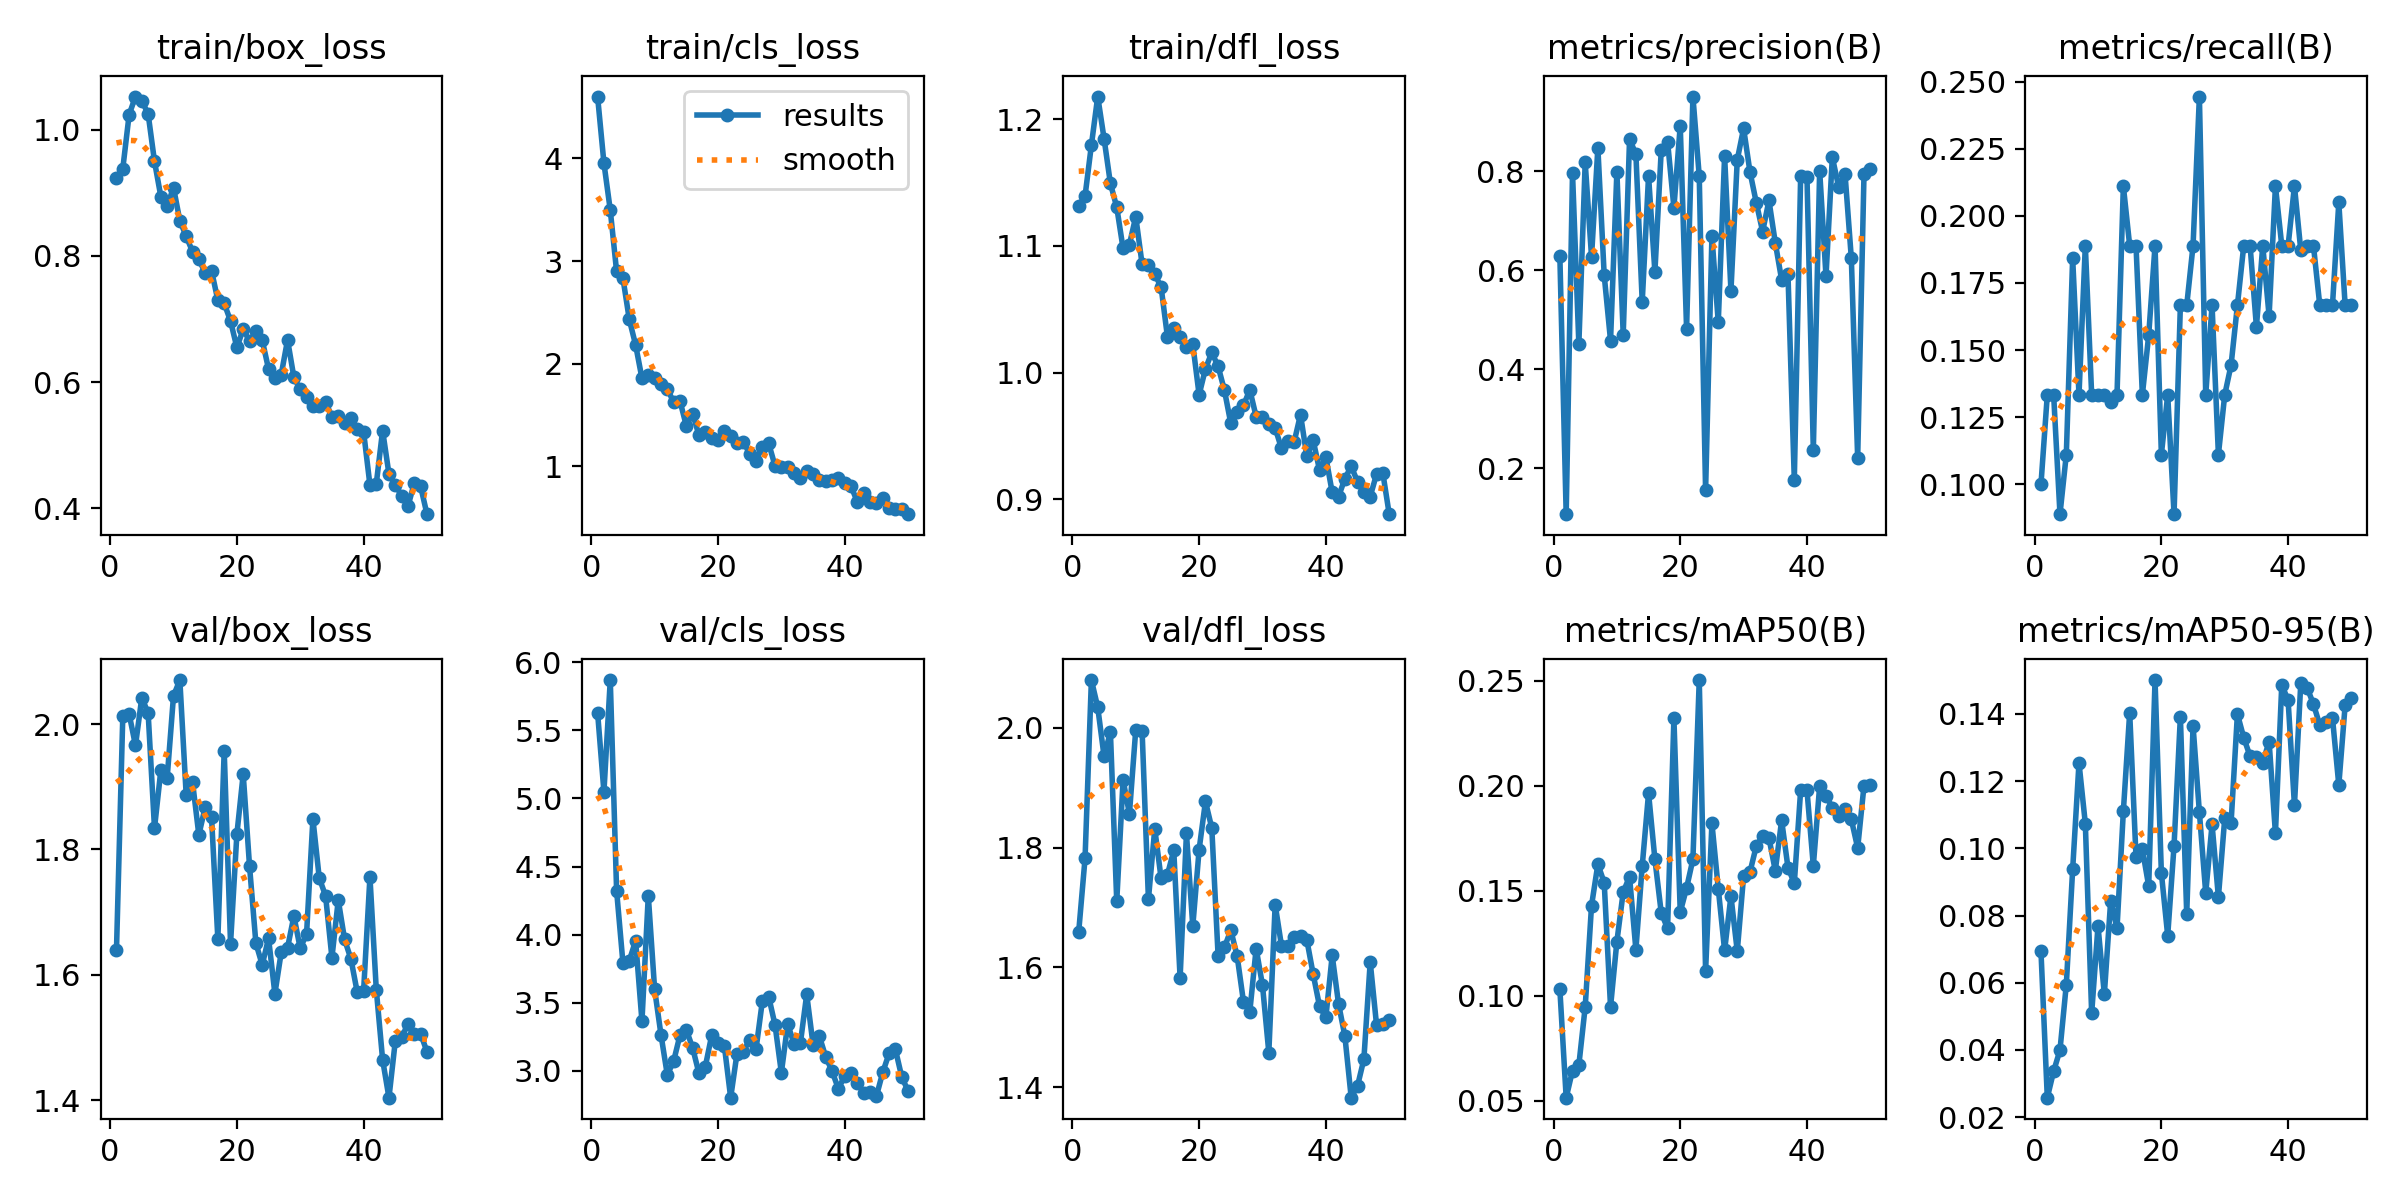 train/box_loss
1.0
0.8
0.6
0.4
0 20 40
train/cls_loss
results
smooth
4
3
2
1
0 20 40
train/dfl_loss
1.2
1.1
1.0
0.9
0 20 40
metrics/precision(B)
0.8
0.6
0.4
0.2
0 20 40
metrics/recall(B)
0.250
0.225
0.200
0.175
0.150
0.125
0.100
0 20 40
val/box_loss
2.0
1.8
1.6
1.4
0 20 40
val/cls_loss
6.0
5.5
5.0
4.5
4.0
3.5
3.0
0 20 40
val/dfl_loss
2.0
1.8
1.6
1.4
0 20 40
metrics/mAP50(B)
0.25
0.20
0.15
0.10
0.05
0 20 40
metrics/mAP50-95(B)
0.14
0.12
0.10
0.08
0.06
0.04
0.02
0 20 40